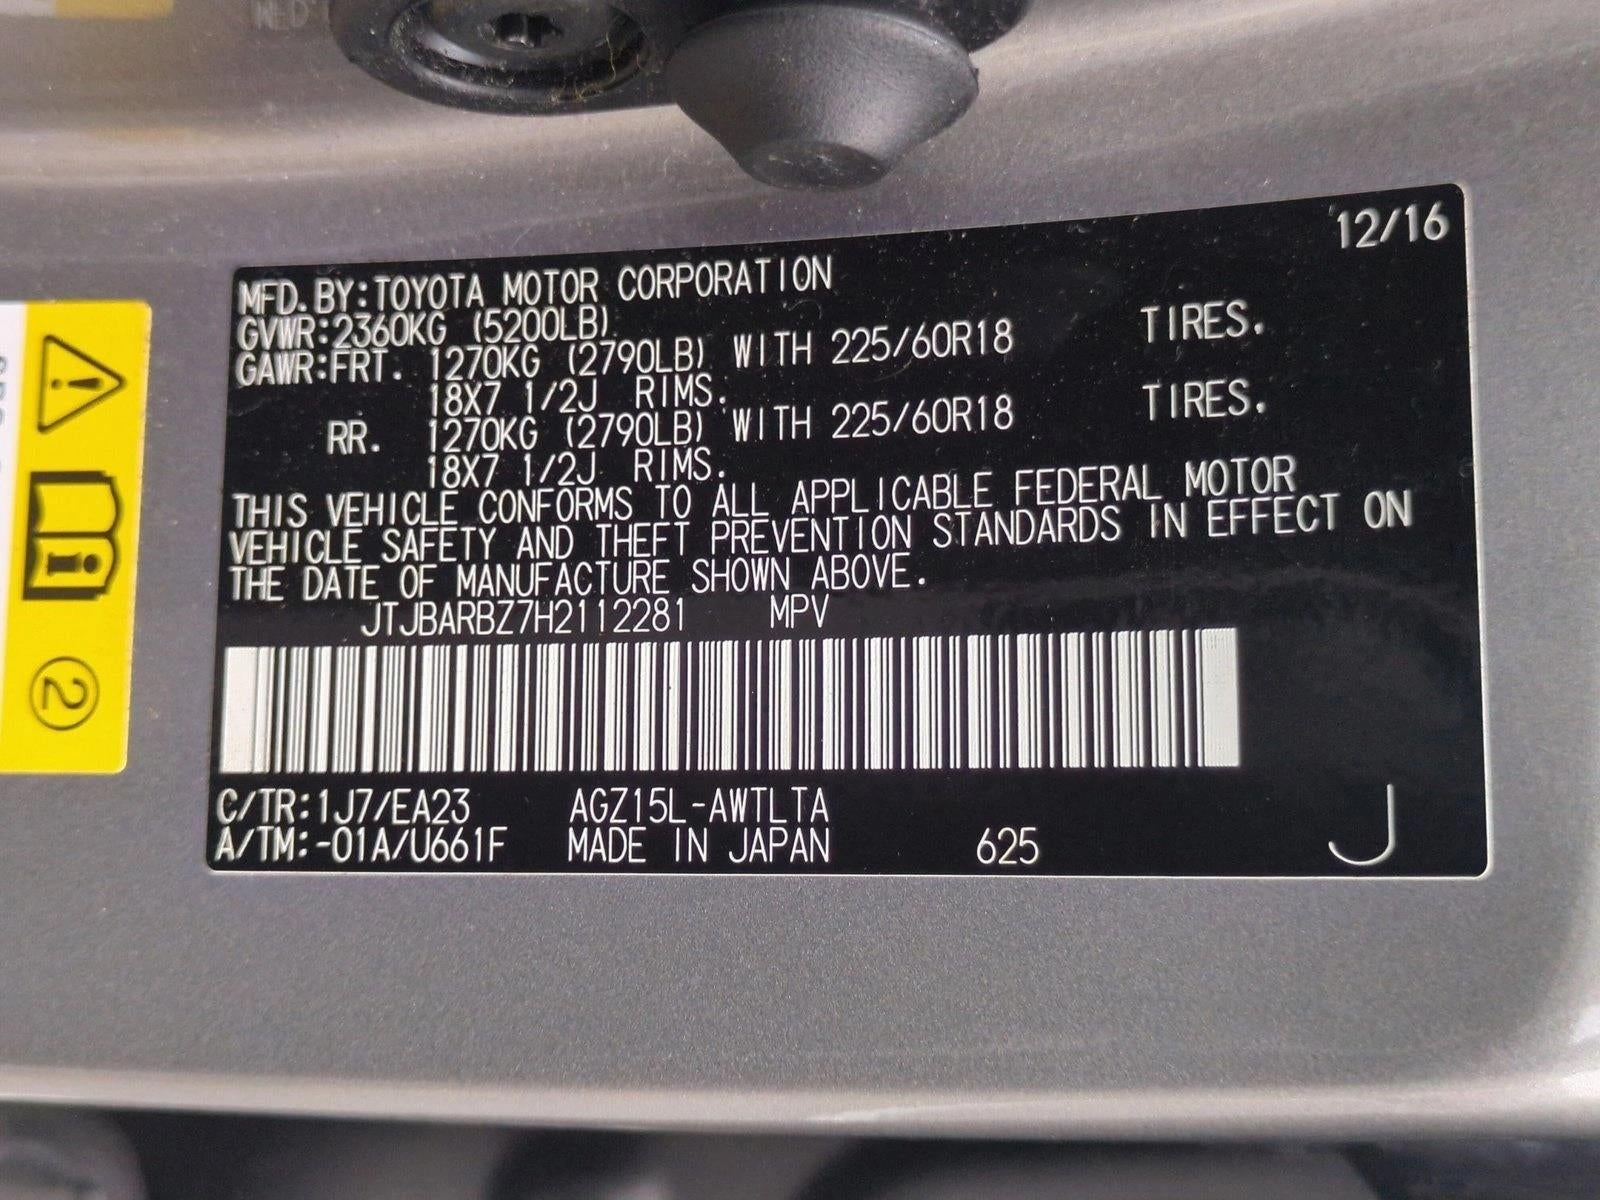 12/16
MFD. BY: TOYOTA MOTOR CORPORATION
GVWR: 2360KG (5200LB)
GAWR: FRT. 1270KG (2790LB) WITH 225/60R18 TIRES.
18X7 1/2J RIMS.
RR. 1270KG (2790LB) WITH 225/60R18 TIRES.
18X7 1/2J RIMS.
THIS VEHICLE CONFORMS TO ALL APPLICABLE FEDERAL MOTOR
VEHICLE SAFETY AND THEFT PREVENTION STANDARDS IN EFFECT ON
THE DATE OF MANUFACTURE SHOWN ABOVE.
JTJBARBZ7H2112281 MPV
C/TR: 1J7/EA23 AGZ15L-AWTLTA
A/TM: -01A/U661F MADE IN JAPAN 625 J
2